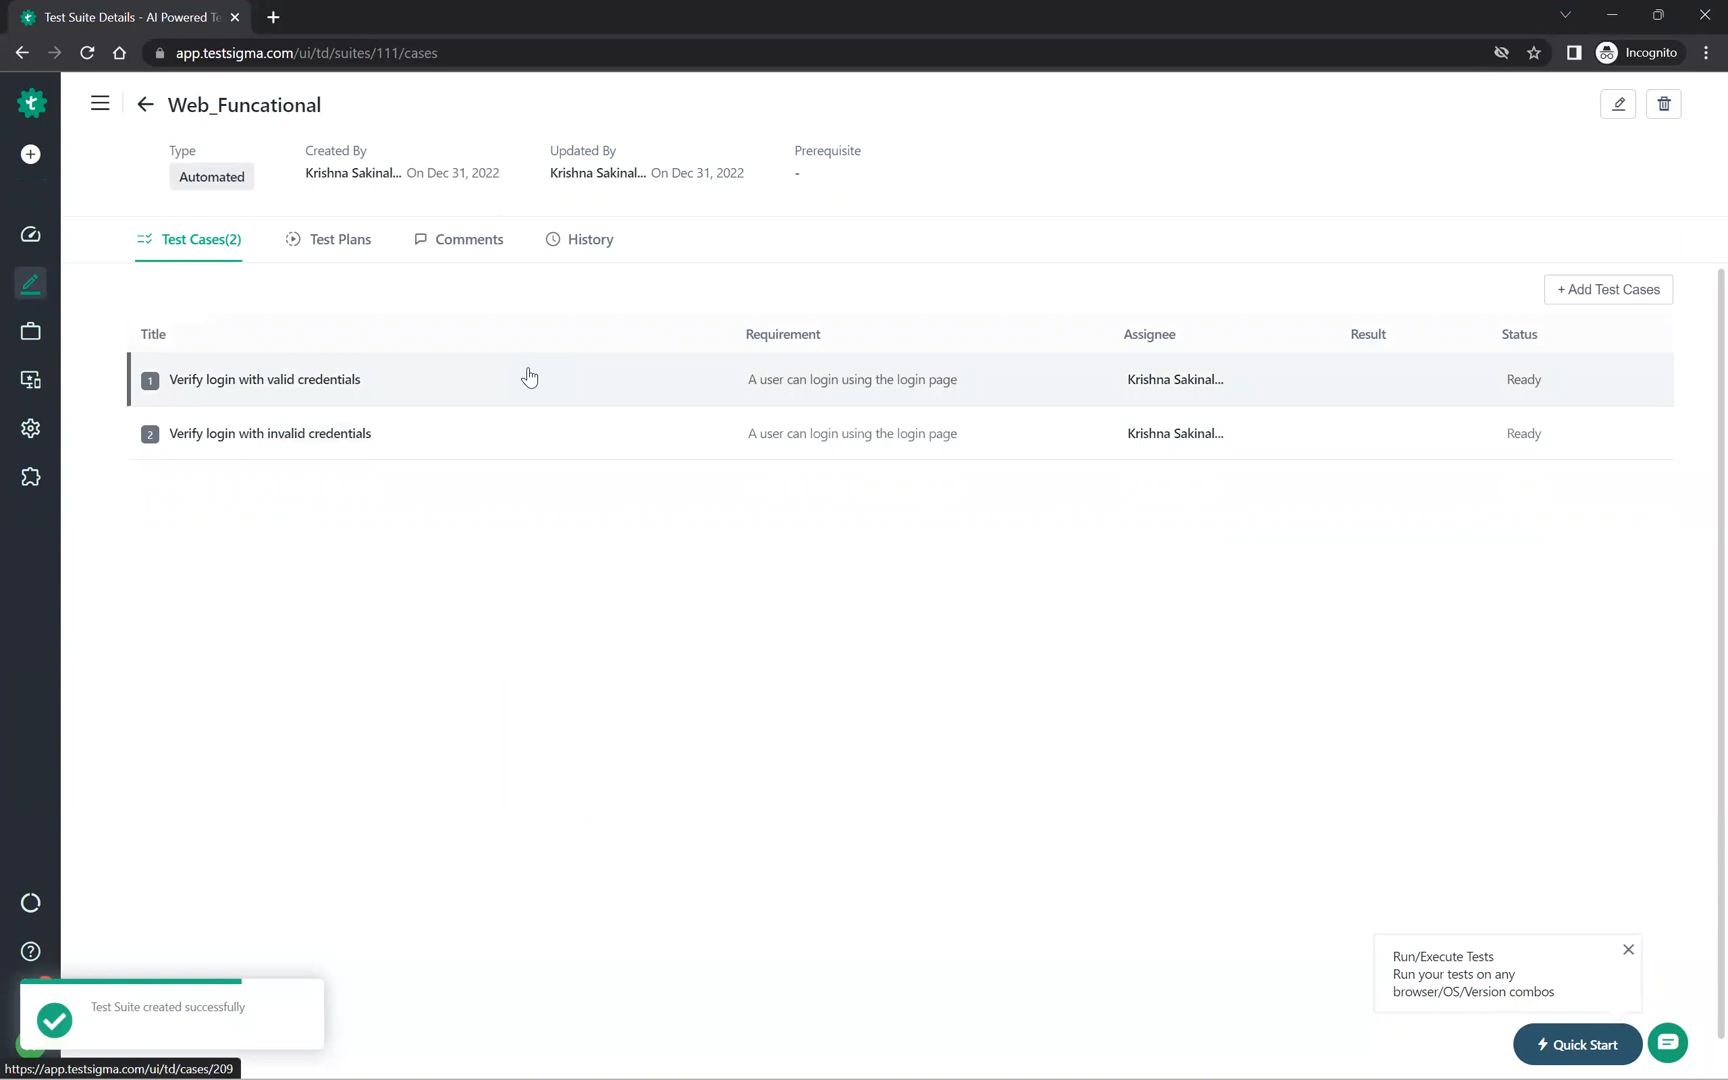 Test Suite Details - AI Powered Te
app.testsigma.com/ui/td/suites/111/cases
Incognito
Web_Funcational
Type
Created By
Updated By
Prerequisite
Automated
Krishna Sakinal... On Dec 31, 2022
Krishna Sakinal... On Dec 31, 2022
-
Test Cases(2)
Test Plans
Comments
History
+ Add Test Cases
Title
Requirement
Assignee
Result
Status
1 Verify login with valid credentials
A user can login using the login page
Krishna Sakinal...
Ready
2 Verify login with invalid credentials
A user can login using the login page
Krishna Sakinal...
Ready
Run/Execute Tests
Run your tests on any
browser/OS/Version combos
Test Suite created successfully
Quick Start
https://app.testsigma.com/ui/td/cases/209